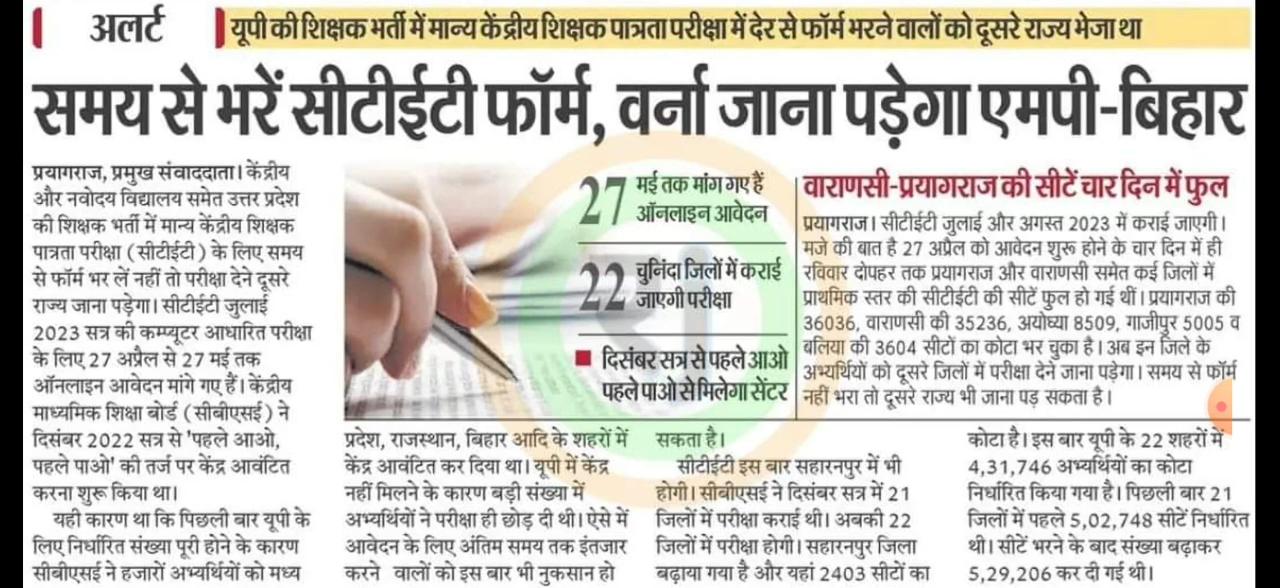 अलर्ट
यूपी की शिक्षक भर्ती में मान्य केंद्रीय शिक्षक पात्रता परीक्षा में देर से फॉर्म भरने वालों को दूसरे राज्य भेजा था
समय से भरें सीटीईटी फॉर्म, वर्ना जाना पड़ेगा एमपी-बिहार
प्रयागराज, प्रमुख संवाददाता। केंद्रीय
और नवोदय विद्यालय समेत उत्तर प्रदेश
की शिक्षक भर्ती में मान्य केंद्रीय शिक्षक
पात्रता परीक्षा (सीटीईटी) के लिए समय
से फॉर्म भर लें नहीं तो परीक्षा देने दूसरे
राज्य जाना पड़ेगा। सीटीईटी जुलाई
2023 सत्र की कम्प्यूटर आधारित परीक्षा
के लिए 27 अप्रैल से 27 मई तक
ऑनलाइन आवेदन मांगे गए हैं। केंद्रीय
माध्यमिक शिक्षा बोर्ड (सीबीएसई) ने
दिसंबर 2022 सत्र से 'पहले आओ,
पहले पाओ' की तर्ज पर केंद्र आवंटित
करना शुरू किया था।
यही कारण था कि पिछली बार यूपी के
लिए निर्धारित संख्या पूरी होने के कारण
सीबीएसई ने हजारों अभ्यर्थियों को मध्य
प्रदेश, राजस्थान, बिहार आदि के शहरों में
केंद्र आवंटित कर दिया था। यूपी में केंद्र
नहीं मिलने के कारण बड़ी संख्या में
अभ्यर्थियों ने परीक्षा ही छोड़ दी थी। ऐसे में
आवेदन के लिए अंतिम समय तक इंतजार
करने वालों को इस बार भी नुकसान हो
सकता है।
सीटीईटी इस बार सहारनपुर में भी
होगी। सीबीएसई ने दिसंबर सत्र में 21
जिलों में परीक्षा कराई थी। अबकी 22
जिलों में परीक्षा होगी। सहारनपुर जिला
बढ़ाया गया है और यहां 2403 सीटों का
कोटा है। इस बार यूपी के 22 शहरों में
4,31,746 अभ्यर्थियों का कोटा
निर्धारित किया गया है। पिछली बार 21
जिलों में पहले 5,02,748 सीटें निर्धारित
थी। सीटें भरने के बाद संख्या बढ़ाकर
5,29,206 कर दी गई थी।
27 मई तक मांग गए हैं
ऑनलाइन आवेदन
22 चुनिंदा जिलों में कराई
जाएगी परीक्षा
दिसंबर सत्र से पहले आओ
पहले पाओ से मिलेगा सेंटर
वाराणसी-प्रयागराज की सीटें चार दिन में फुल
प्रयागराज। सीटीईटी जुलाई और अगस्त 2023 में कराई जाएगी।
मजे की बात है 27 अप्रैल को आवेदन शुरू होने के चार दिन में ही
रविवार दोपहर तक प्रयागराज और वाराणसी समेत कई जिलों में
प्राथमिक स्तर की सीटीईटी की सीटें फुल हो गई थीं। प्रयागराज की
36036, वाराणसी की 35236, अयोध्या 8509, गाजीपुर 5005 व
बलिया की 3604 सीटों का कोटा भर चुका है। अब इन जिले के
अभ्यर्थियों को दूसरे जिलों में परीक्षा देने जाना पड़ेगा। समय से फॉर्म
नहीं भरा तो दूसरे राज्य भी जाना पड़ सकता है।